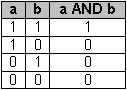 a b a AND b
1 1 1
1 0 0
0 1 0
0 0 0